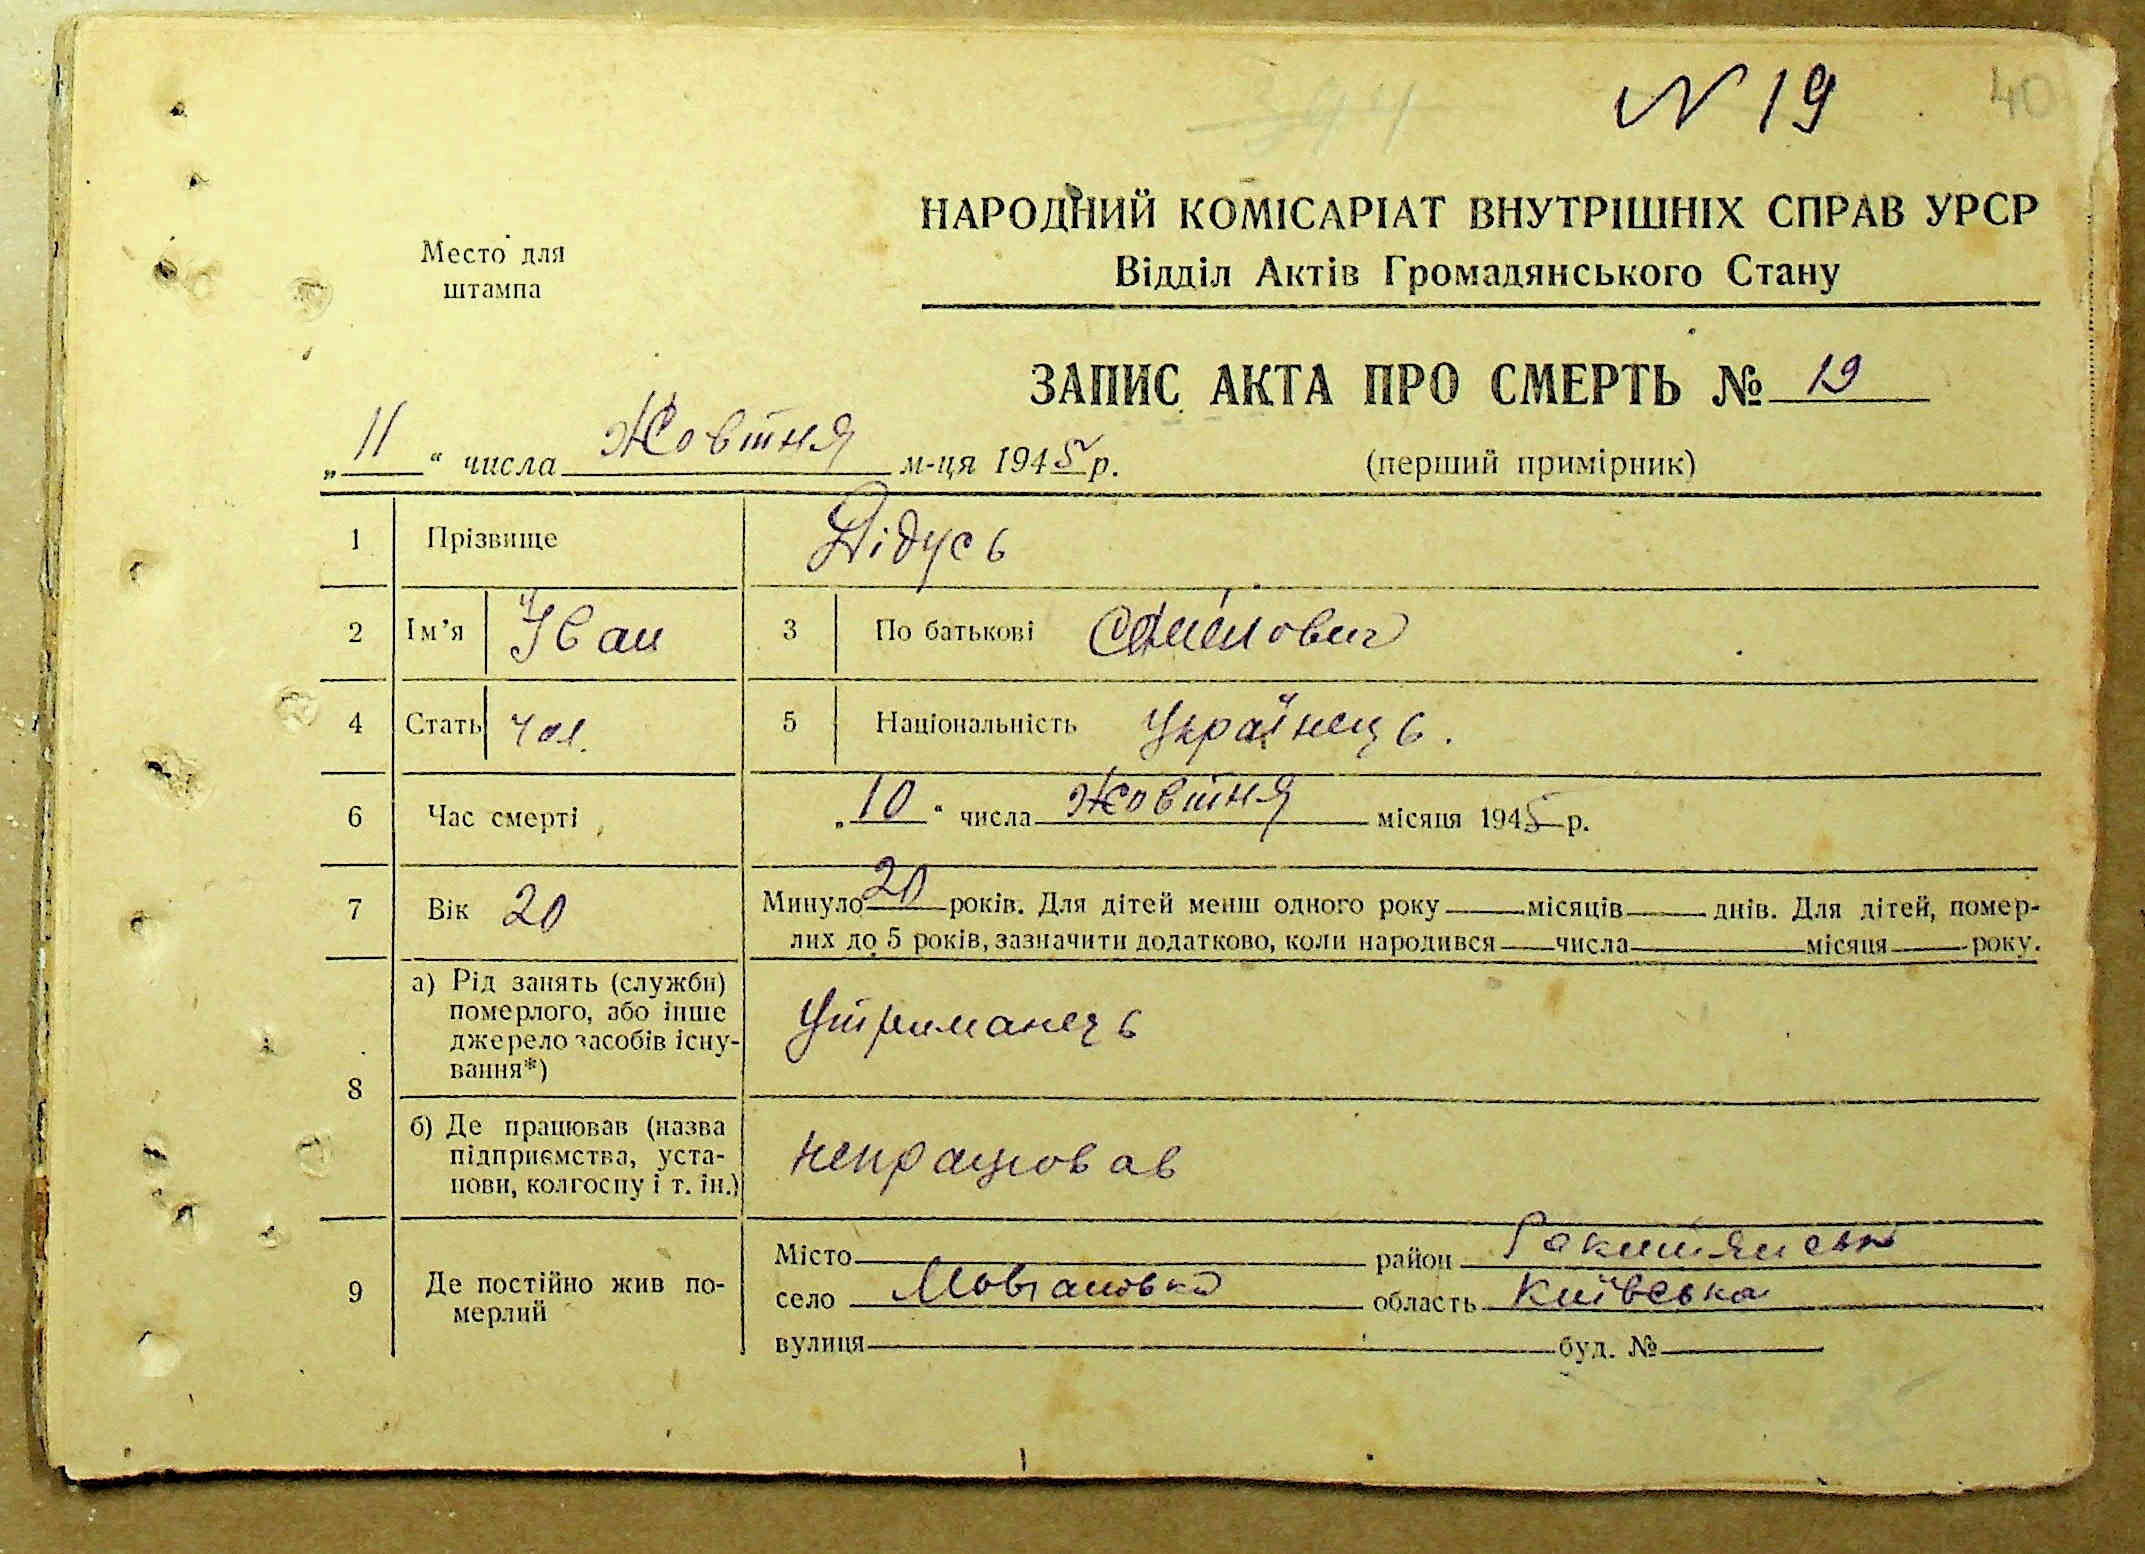 N 19 40
394
НАРОДНИЙ КОМІСАРІАТ ВНУТРІШНІХ СПРАВ УРСР
Место для
штампа
Відділ Актів Громадянського Стану
ЗАПИС АКТА ПРО СМЕРТЬ № 19
„ 11 “ числа Жовтня м-ця 1945 р. (перший примірник)
1 Прізвище Дідусь
2 Ім’я Іван 3 По батькові
4 Стать чол. 5 Національність Українець.
6 Час смерті „ 10 “ числа Жовтня місяця 1945 р.
7 Вік 20 Минуло 20 років. Для дітей менш одного року місяців днів. Для дітей, помер-
лих до 5 років, зазначити додатково, коли народився числа місяця року.
8 а) Рід занять (служби)
померлого, або інше
джерело засобів існу-
вання*)
Утриманець
б) Де працював (назва
підприємства, уста-
нови, колгоспу і т. ін.)
непрацював
9 Де постійно жив по-
мерлий
Місто район
село область Київська
вулиця буд. №